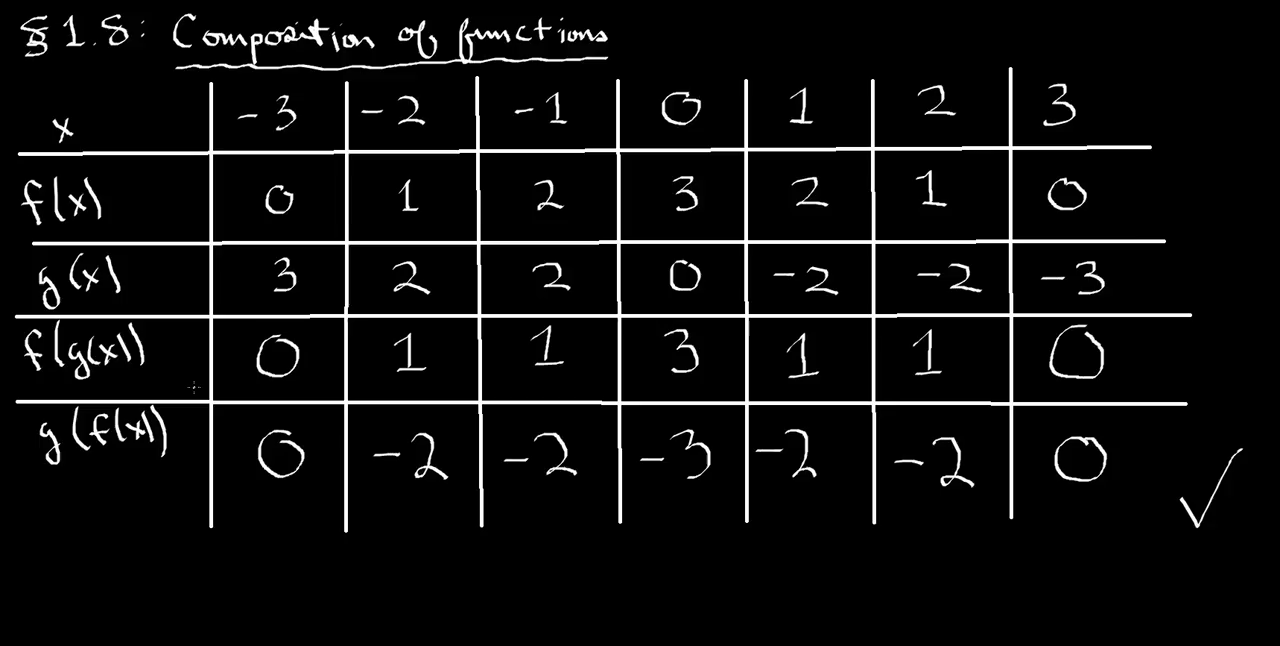 § 1.8: Composition of functions
x -3 -2 -1 0 1 2 3
f(x) 0 1 2 3 2 1 0
g(x) 3 2 2 0 -2 -2 -3
f(g(x)) 0 1 1 3 1 1 0
g(f(x)) 0 -2 -2 -3 -2 -2 0 ✓